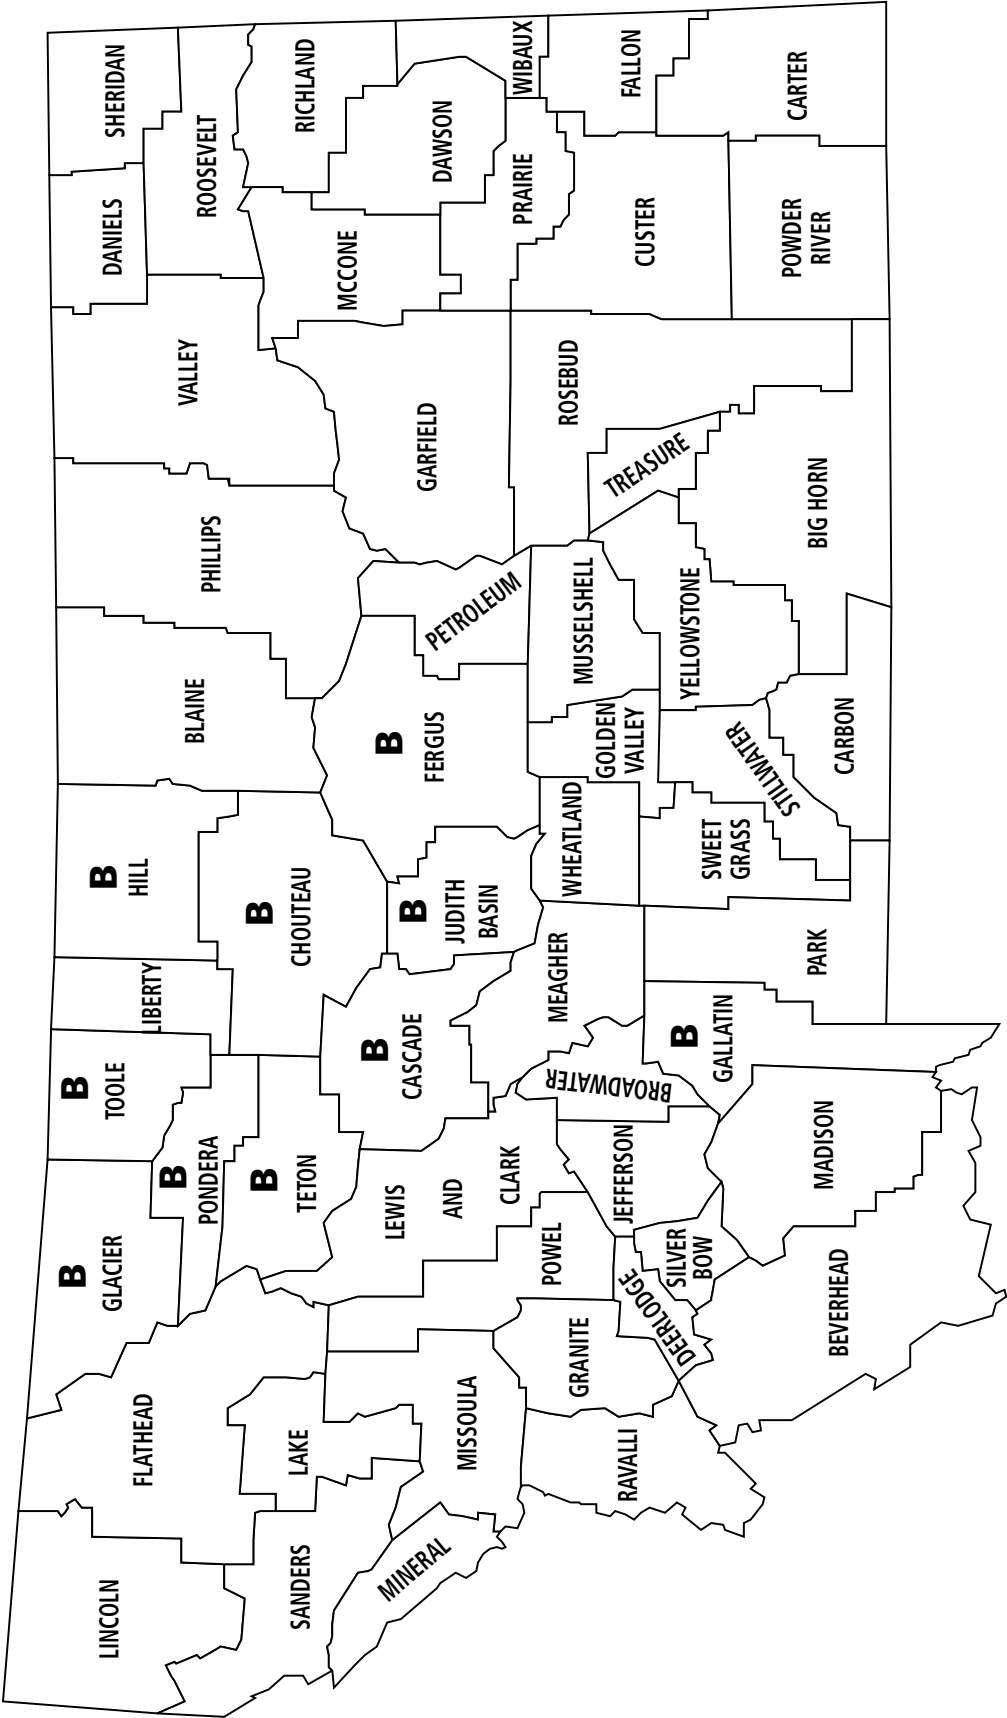 LINCOLN
FLATHEAD
LAKE
SANDERS
MINERAL
MISSOULA
RAVALLI
GRANITE
POWEL
DEERLODGE
SILVER
BOW
BEVERHEAD
MADISON
JEFFERSON
BROADWATER
LEWIS
AND
CLARK
B
GLACIER
B
PONDERA
B
TETON
B
TOOLE
LIBERTY
B
HILL
B
CHOUTEAU
B
CASCADE
B
JUDITH
BASIN
B
FERGUS
B
GALLATIN
MEAGHER
PARK
WHEATLAND
SWEET
GRASS
STILLWATER
CARBON
GOLDEN
VALLEY
MUSSELSHELL
YELLOWSTONE
BIG HORN
TREASURE
ROSEBUD
PETROLEUM
BLAINE
PHILLIPS
VALLEY
GARFIELD
MCCONE
DANIELS
SHERIDAN
ROOSEVELT
RICHLAND
DAWSON
PRAIRIE
WIBAUX
FALLON
CUSTER
POWDER
RIVER
CARTER